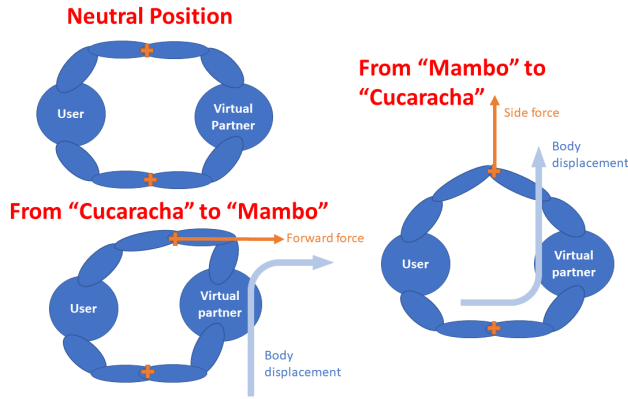 Neutral Position
User
Virtual
Partner
From “Cucaracha” to “Mambo”
Forward force
User
Virtual
partner
Body
displacement
From “Mambo” to
“Cucaracha”
Side force
Body
displacement
User
Virtual
partner